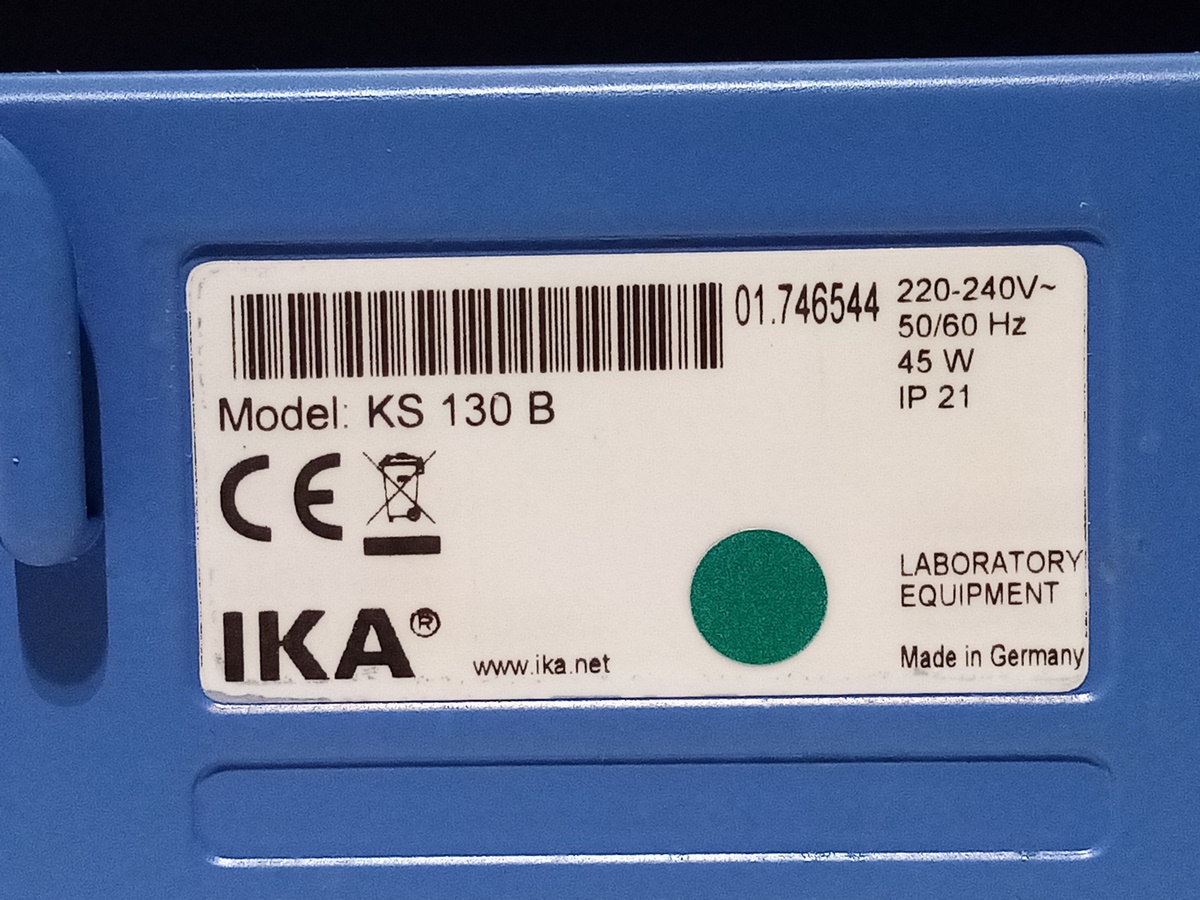 01.746544
220-240V~
50/60 Hz
45 W
IP 21
Model: KS 130 B
CE
LABORATORY
EQUIPMENT
IKA®
www.ika.net
Made in Germany